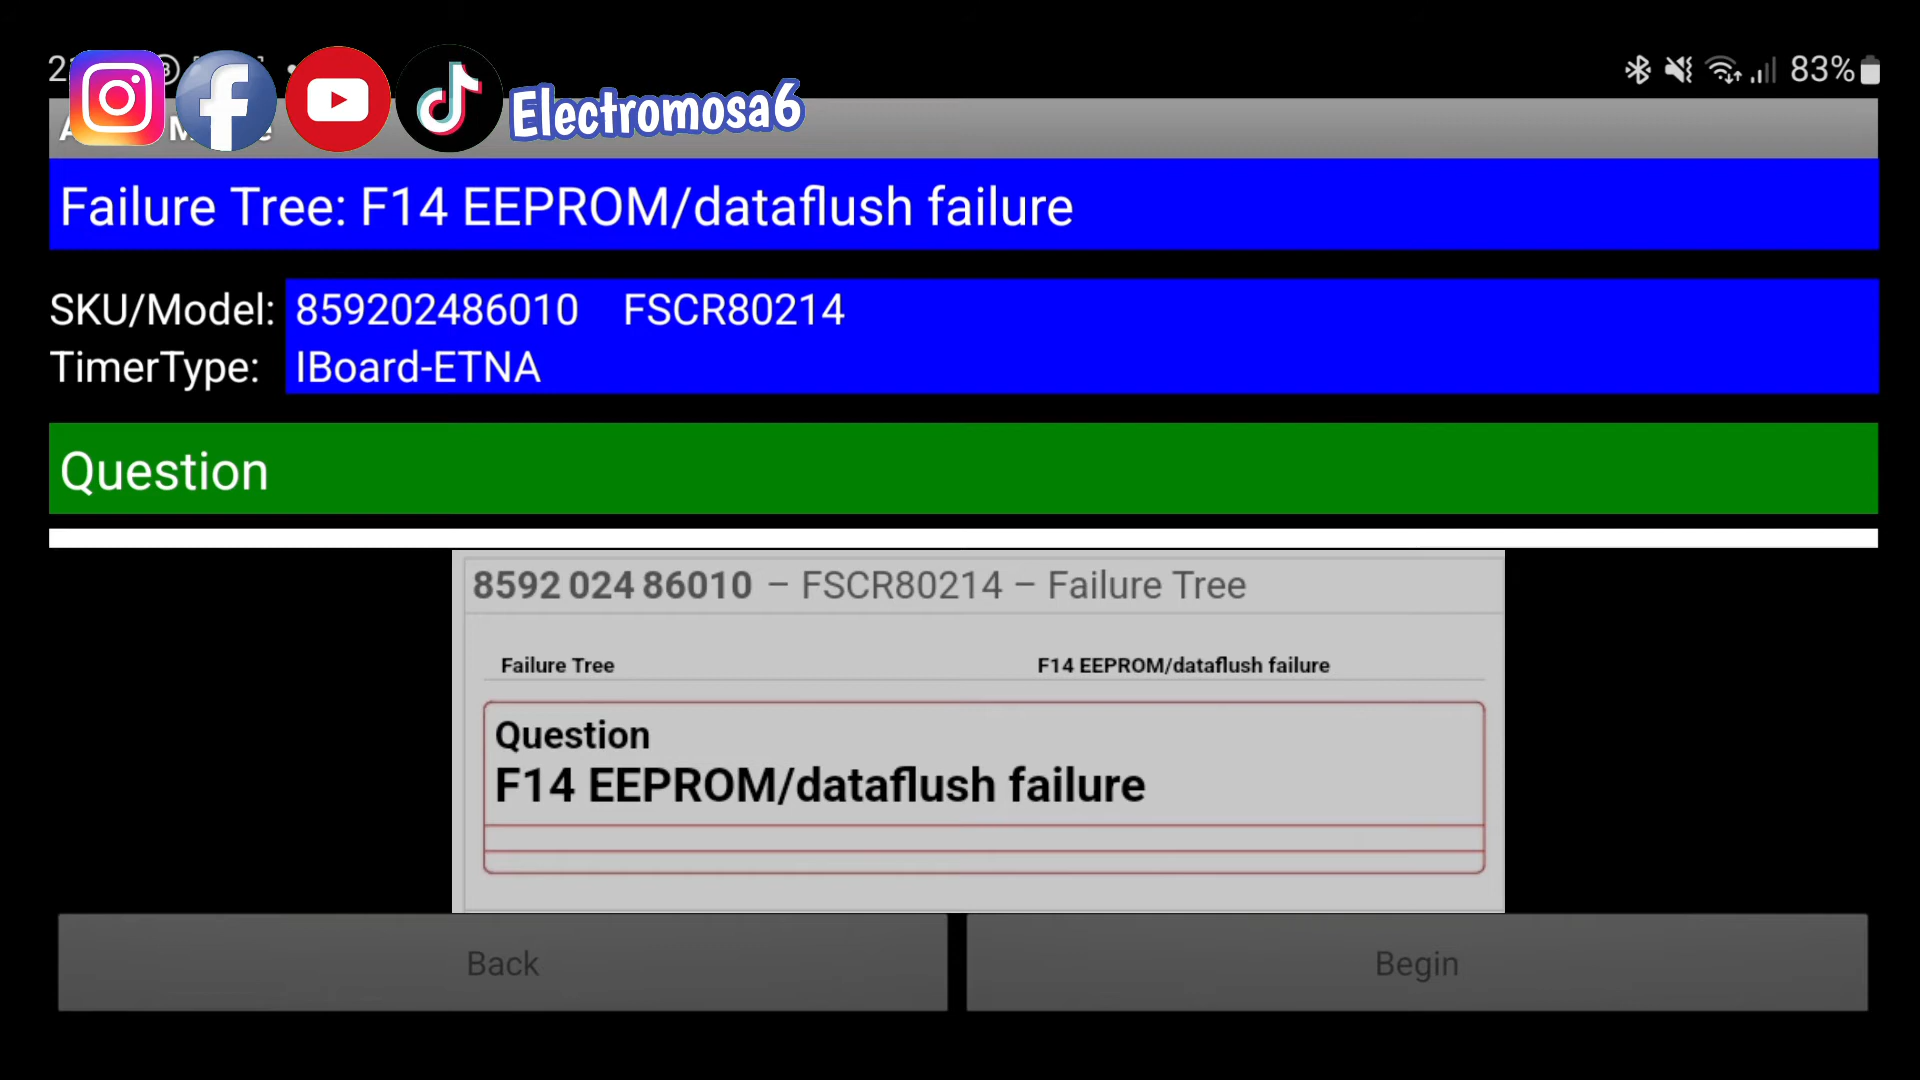 83%
Electromosa6
Failure Tree: F14 EEPROM/dataflush failure
SKU/Model: 859202486010 FSCR80214
TimerType: IBoard-ETNA
Question
8592 024 86010 – FSCR80214 – Failure Tree
Failure Tree F14 EEPROM/dataflush failure
Question
F14 EEPROM/dataflush failure
Back Begin